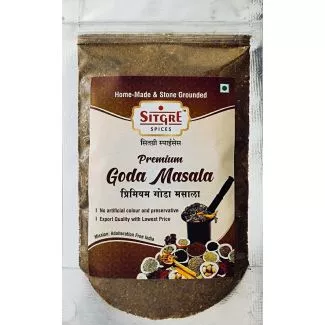 Home-Made & Stone Grounded
SITGRE
SPICES
सितग्रे स्पाईसेस
Premium
Goda Masala
प्रिमियम गोडा मसाला
No artificial colour and preservative
Export Quality with Lowest Price
Mission: Adulteration Free India